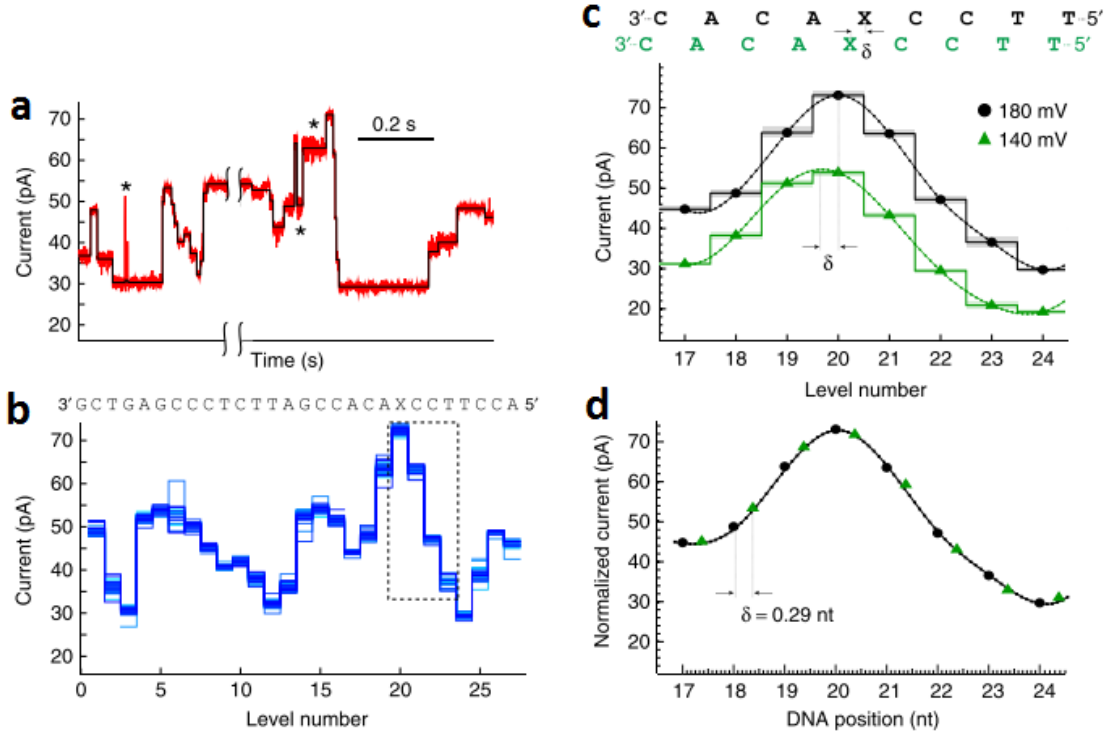 a
70
60
50
40
30
20
Current (pA)
*
*
*
0.2 s
Time (s)
b
3′ G C T G A G C C C T C T T A G C C A C A X C C T T C C A 5′
70
60
50
40
30
20
Current (pA)
0 5 10 15 20 25
Level number
c
3′-C A C A X C C T T-5′
3′-C A C A X C C T T-5′
δ
70
60
50
40
30
20
Current (pA)
180 mV
140 mV
δ
17 18 19 20 21 22 23 24
Level number
d
70
60
50
40
30
20
Normalized current (pA)
δ = 0.29 nt
17 18 19 20 21 22 23 24
DNA position (nt)